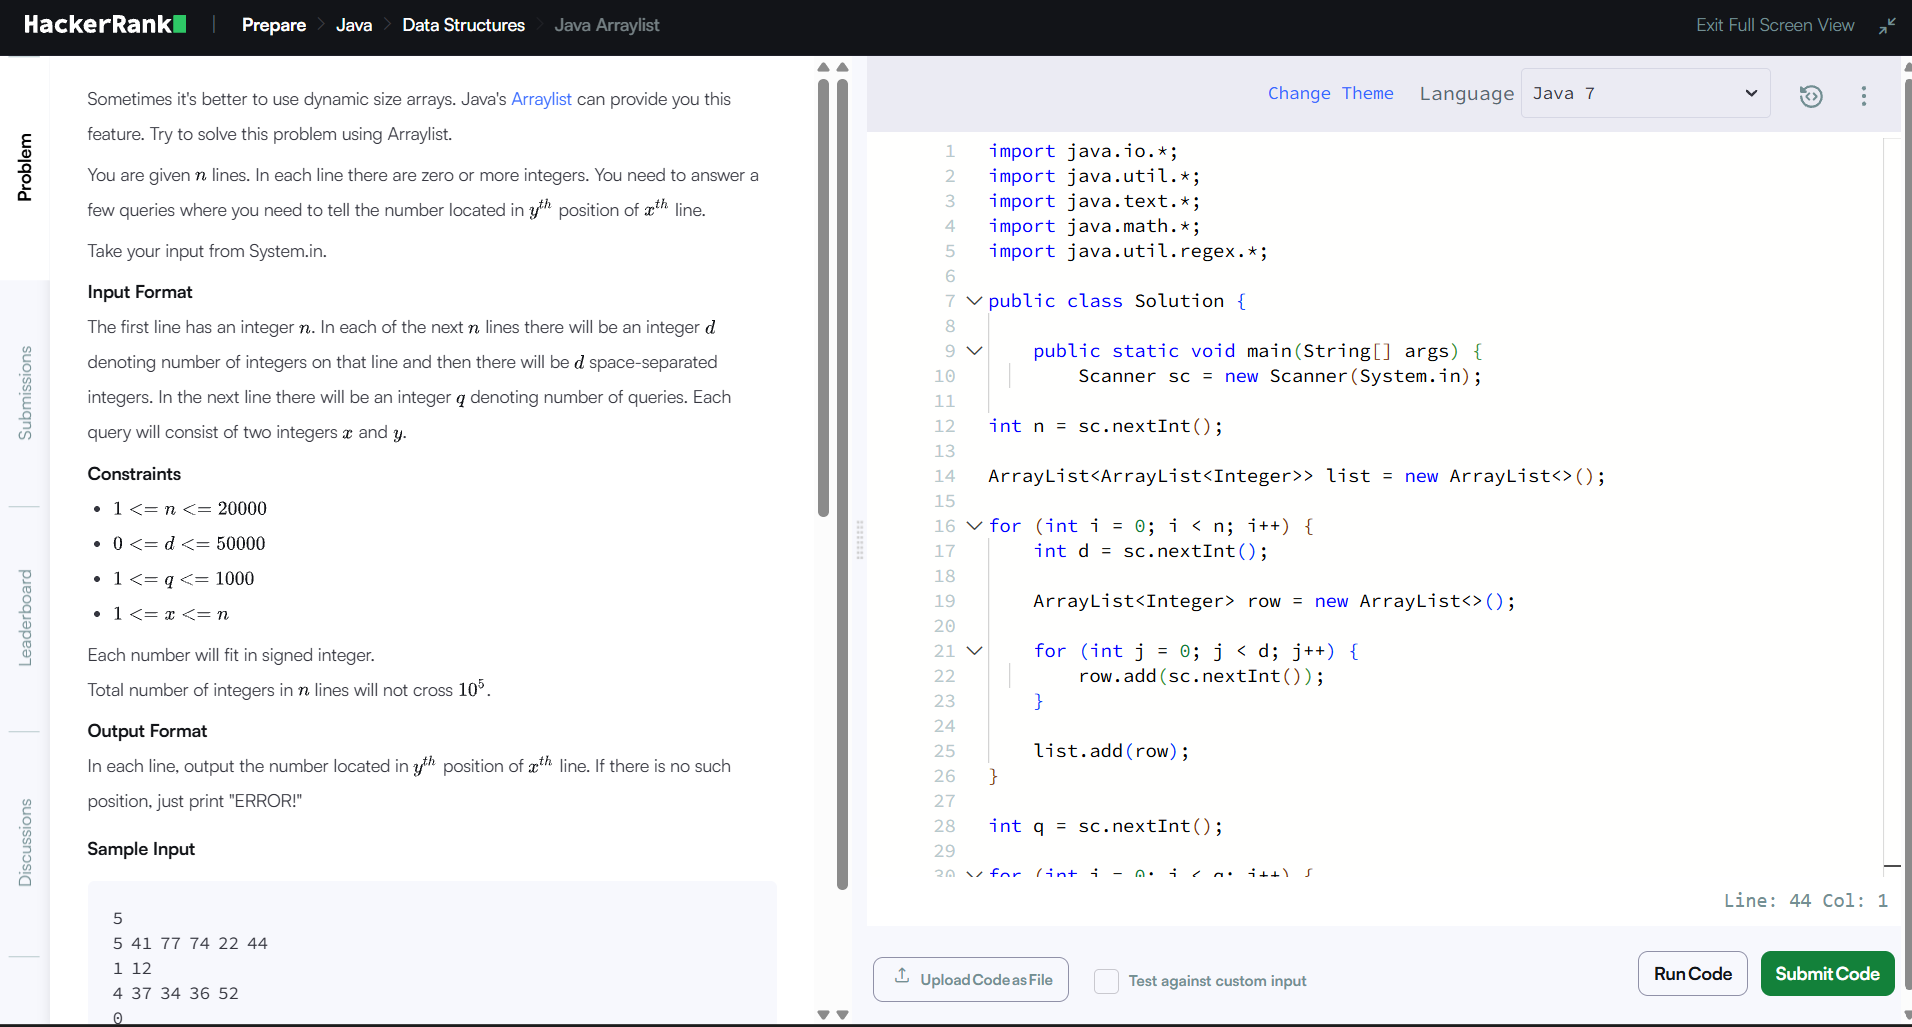 HackerRank | Prepare > Java > Data Structures > Java Arraylist
Exit Full Screen View
Problem
Submissions
Leaderboard
Discussions
Sometimes it's better to use dynamic size arrays. Java's Arraylist can provide you this
feature. Try to solve this problem using Arraylist.
You are given n lines. In each line there are zero or more integers. You need to answer a
few queries where you need to tell the number located in y^th position of x^th line.
Take your input from System.in.
Input Format
The first line has an integer n. In each of the next n lines there will be an integer d
denoting number of integers on that line and then there will be d space-separated
integers. In the next line there will be an integer q denoting number of queries. Each
query will consist of two integers x and y.
Constraints
• 1 <= n <= 20000
• 0 <= d <= 50000
• 1 <= q <= 1000
• 1 <= x <= n
Each number will fit in signed integer.
Total number of integers in n lines will not cross 10^5.
Output Format
In each line, output the number located in y^th position of x^th line. If there is no such
position, just print "ERROR!"
Sample Input
5
5 41 77 74 22 44
1 12
4 37 34 36 52
0
Change Theme Language Java 7
1 import java.io.*;
2 import java.util.*;
3 import java.text.*;
4 import java.math.*;
5 import java.util.regex.*;
6
7 public class Solution {
8
9     public static void main(String[] args) {
10         Scanner sc = new Scanner(System.in);
11
12 int n = sc.nextInt();
13
14 ArrayList<ArrayList<Integer>> list = new ArrayList<>();
15
16 for (int i = 0; i < n; i++) {
17     int d = sc.nextInt();
18
19     ArrayList<Integer> row = new ArrayList<>();
20
21     for (int j = 0; j < d; j++) {
22         row.add(sc.nextInt());
23     }
24
25     list.add(row);
26 }
27
28 int q = sc.nextInt();
29
30 for (int i = 0; i < q; i++) {
Line: 44 Col: 1
Upload Code as File
Test against custom input
Run Code
Submit Code